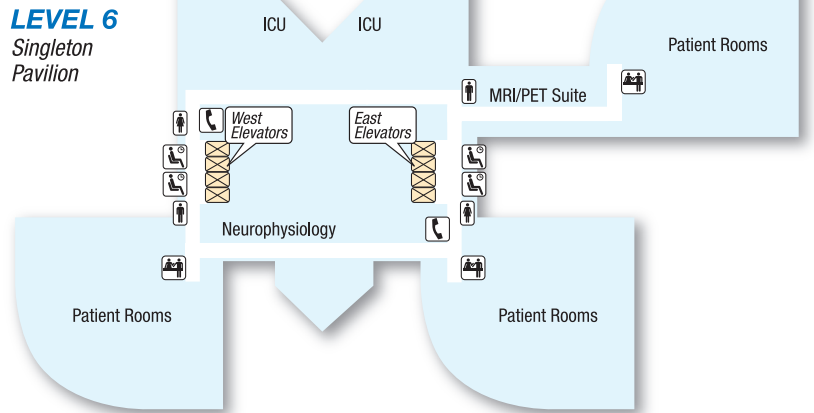 LEVEL 6
Singleton
Pavilion
ICU
ICU
Patient Rooms
MRI/PET Suite
West
Elevators
East
Elevators
Neurophysiology
Patient Rooms
Patient Rooms